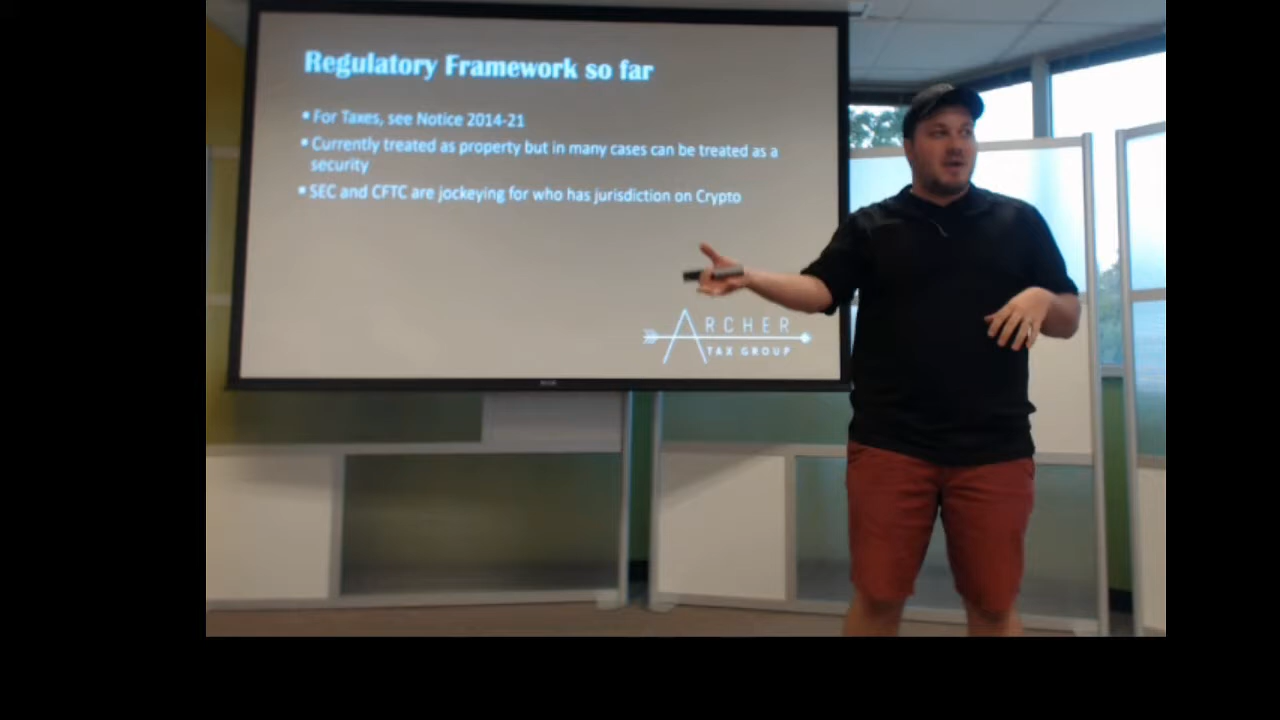 Regulatory Framework so far
▪ For Taxes, see Notice 2014-21
▪ Currently treated as property but in many cases can be treated as a
security
▪ SEC and CFTC are jockeying for who has jurisdiction on Crypto
ARCHER
TAX GROUP